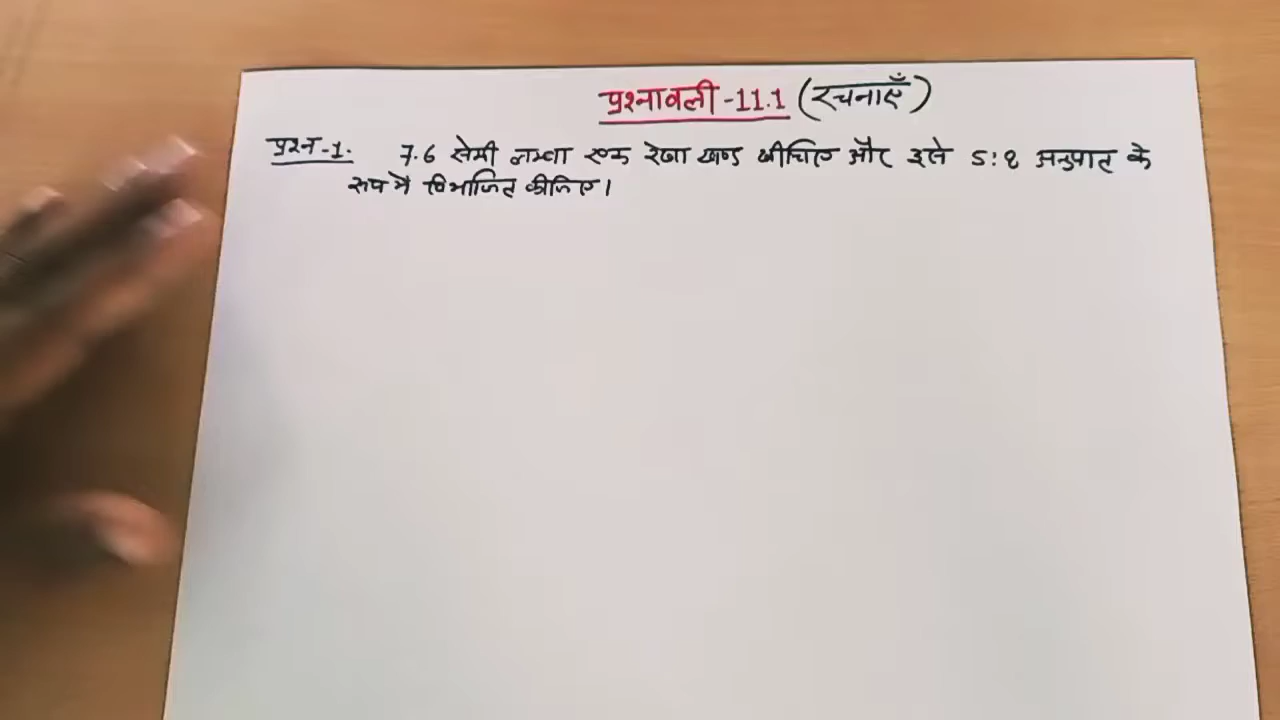 प्रश्नावली -11.1 (रचनाएँ)
प्रश्न-1. 7.6 सेमी लम्बा एक रेखा खण्ड खींचिए और इसे 5:8 अनुपात के
रूप में विभाजित कीजिए।